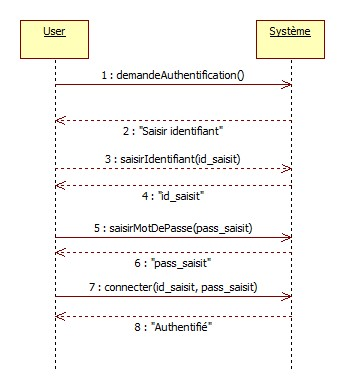 User
Système
1 : demandeAuthentification()
2 : "Saisir identifiant"
3 : saisirIdentifiant(id_saisit)
4 : "id_saisit"
5 : saisirMotDePasse(pass_saisit)
6 : "pass_saisit"
7 : connecter(id_saisit, pass_saisit)
8 : "Authentifié"